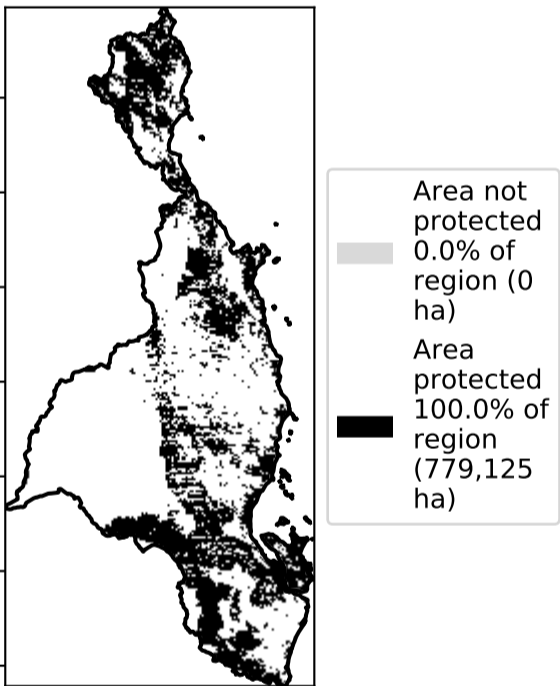 Area not
protected
0.0% of
region (0
ha)
Area
protected
100.0% of
region
(779,125
ha)